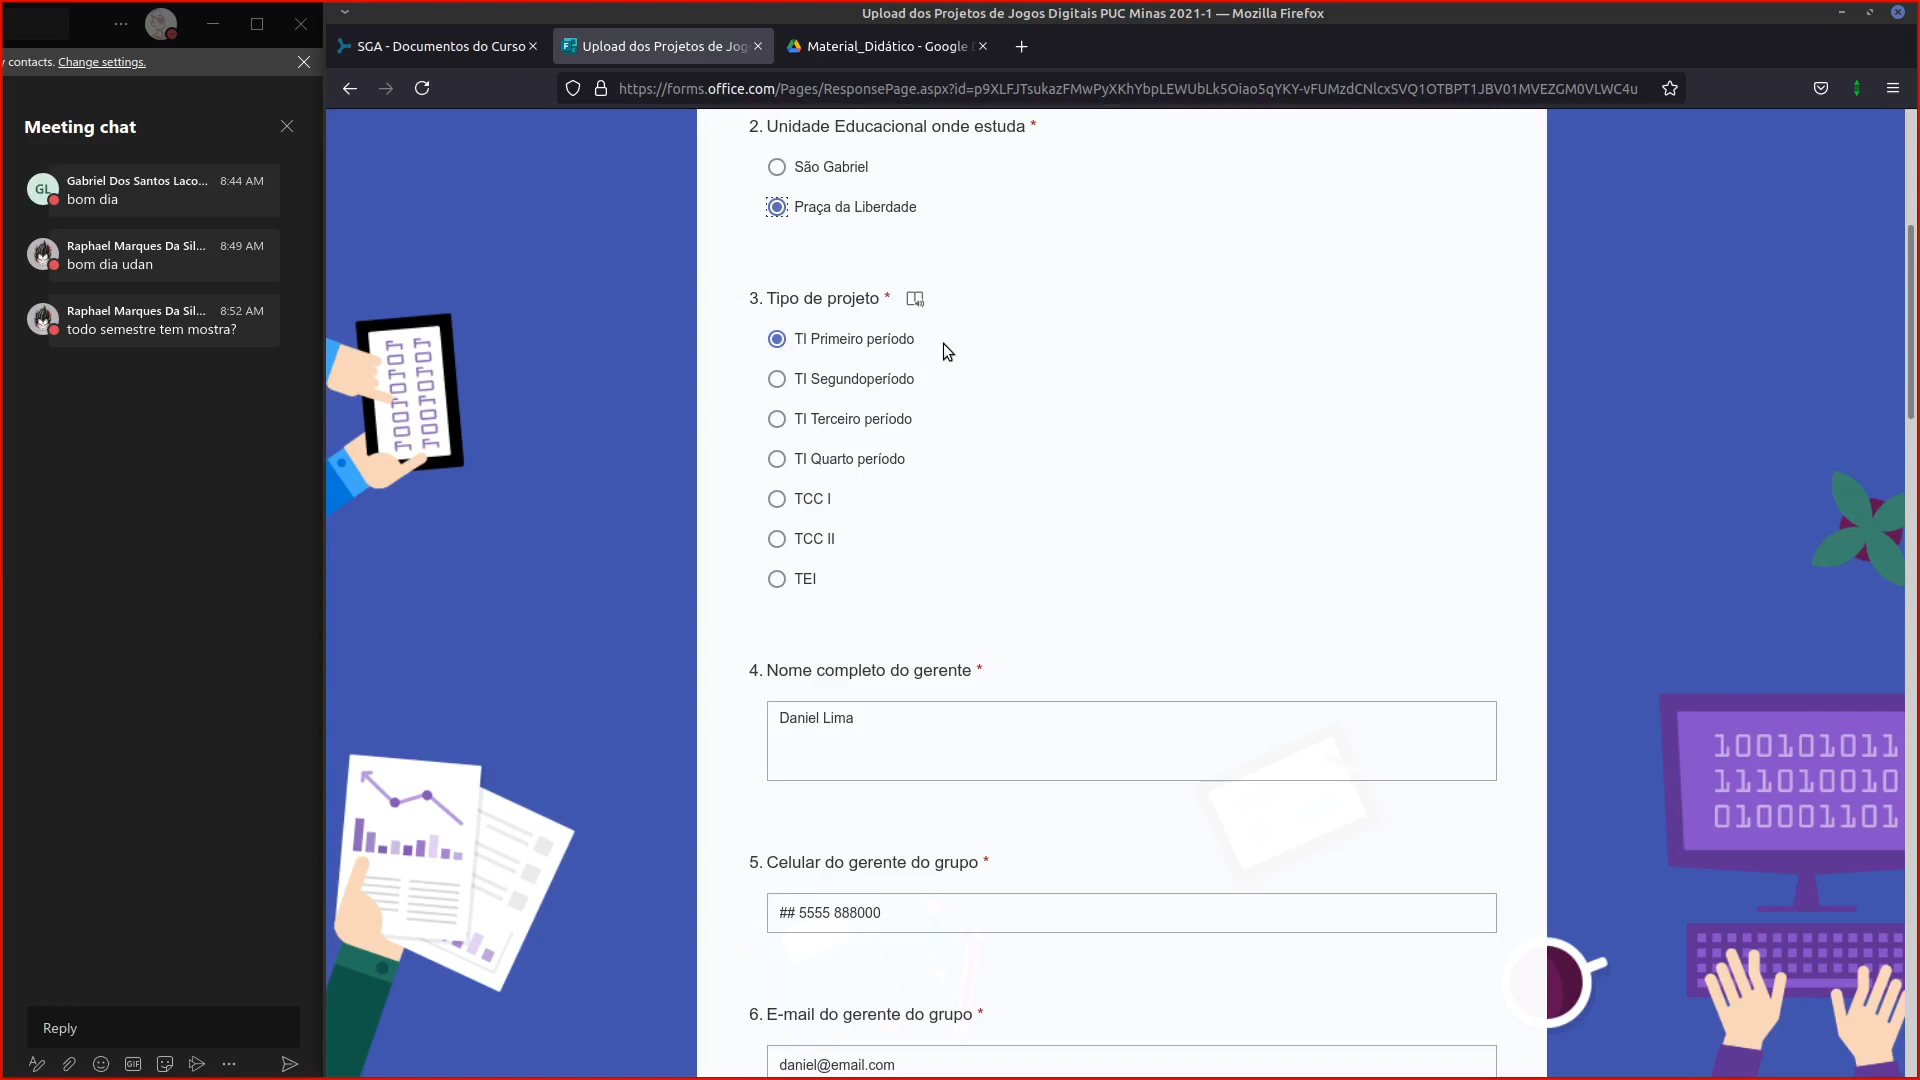 Upload dos Projetos de Jogos Digitais PUC Minas 2021-1 — Mozilla Firefox
SGA - Documentos do Curso
Upload dos Projetos de Jog
Material_Didático - Google
y contacts. Change settings.
https://forms.office.com/Pages/ResponsePage.aspx?id=p9XLFJTsukazFMwPyXKhYbpLEWUbLk5Oiao5qYKY-vFUMzdCNlcxSVQ1OTBPT1JBV01MVEZGM0VLWC4u
Meeting chat
GL
Gabriel Dos Santos Laco... 8:44 AM
bom dia
Raphael Marques Da Sil... 8:49 AM
bom dia udan
Raphael Marques Da Sil... 8:52 AM
todo semestre tem mostra?
Reply
GIF
2. Unidade Educacional onde estuda *
São Gabriel
Praça da Liberdade
3. Tipo de projeto *
TI Primeiro período
TI Segundoperíodo
TI Terceiro período
TI Quarto período
TCC I
TCC II
TEI
4. Nome completo do gerente *
Daniel Lima
5. Celular do gerente do grupo *
## 5555 888000
6. E-mail do gerente do grupo *
daniel@email.com
100101011
111010010
010001101